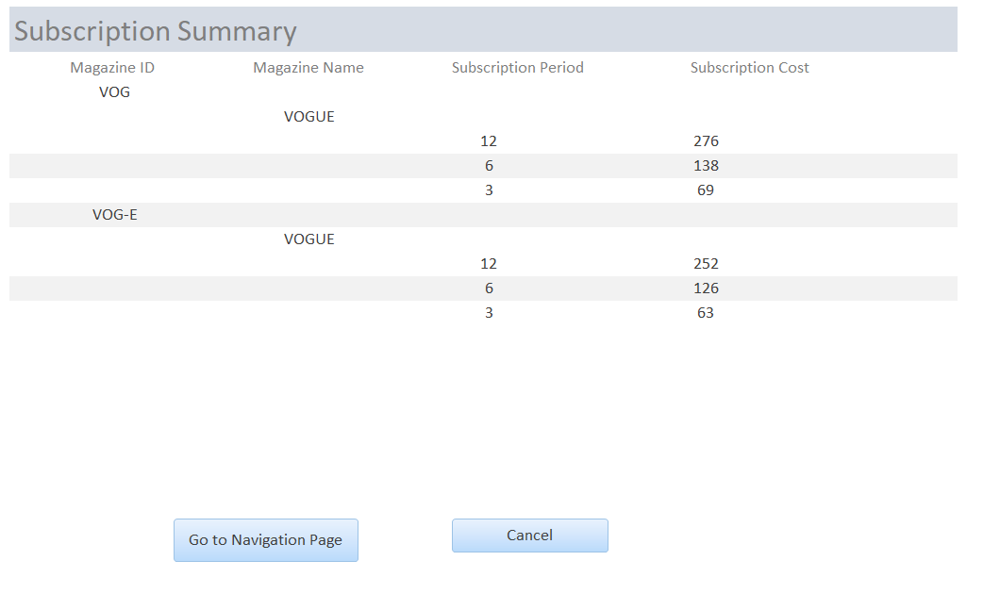 Subscription Summary
Magazine ID Magazine Name Subscription Period Subscription Cost
VOG
VOGUE
12 276
6 138
3 69
VOG-E
VOGUE
12 252
6 126
3 63
Go to Navigation Page Cancel